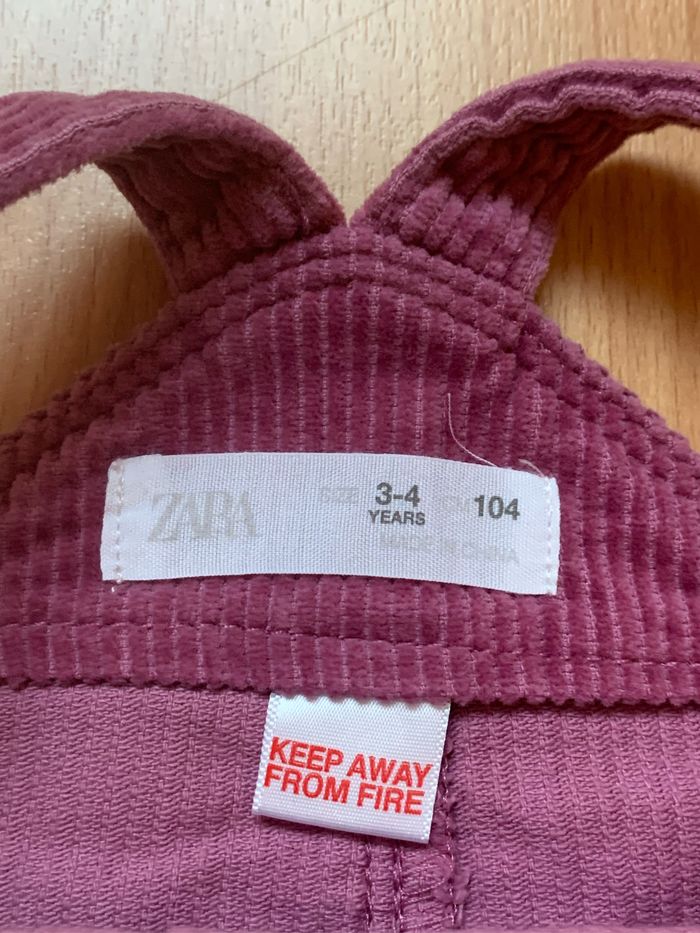 ZARA
SIZE 3-4 YEARS CM 104
MADE IN CHINA
KEEP AWAY
FROM FIRE